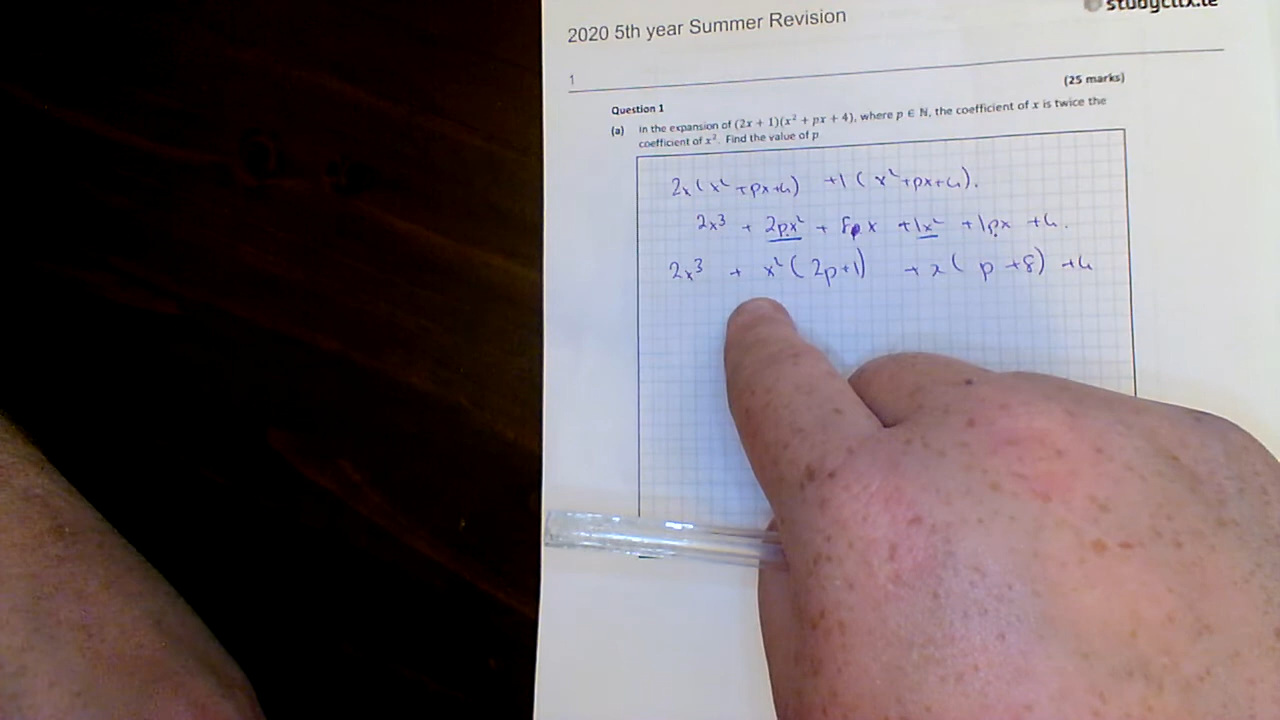 studyclix.ie
2020 5th year Summer Revision
1
(25 marks)
Question 1
(a) In the expansion of (2x + 1)(x² + px + 4), where p ∈ ℕ, the coefficient of x is twice the
coefficient of x². Find the value of p
2x(x²+px+4) +1(x²+px+4).
2x³ + 2px² + 8px +1x² +1px +4.
2x³ + x²(2p+1) + x(p+8) +4